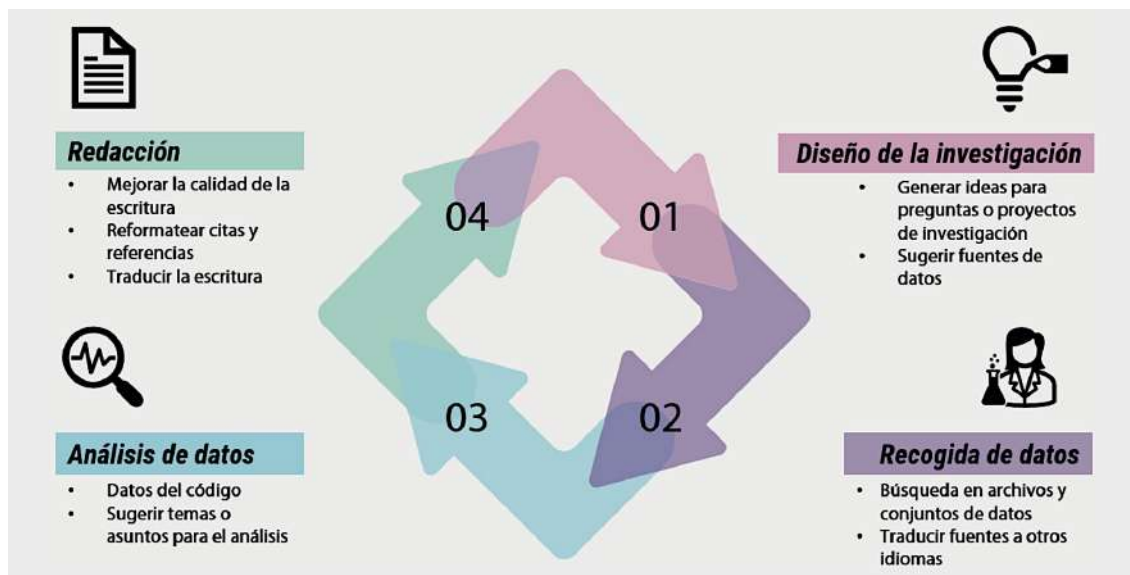 Redacción
• Mejorar la calidad de la
escritura
• Reformatear citas y
referencias
• Traducir la escritura
Diseño de la investigación
• Generar ideas para
preguntas o proyectos
de investigación
• Sugerir fuentes de
datos
04
01
03
02
Análisis de datos
• Datos del código
• Sugerir temas o
asuntos para el análisis
Recogida de datos
• Búsqueda en archivos y
conjuntos de datos
• Traducir fuentes a otros
idiomas